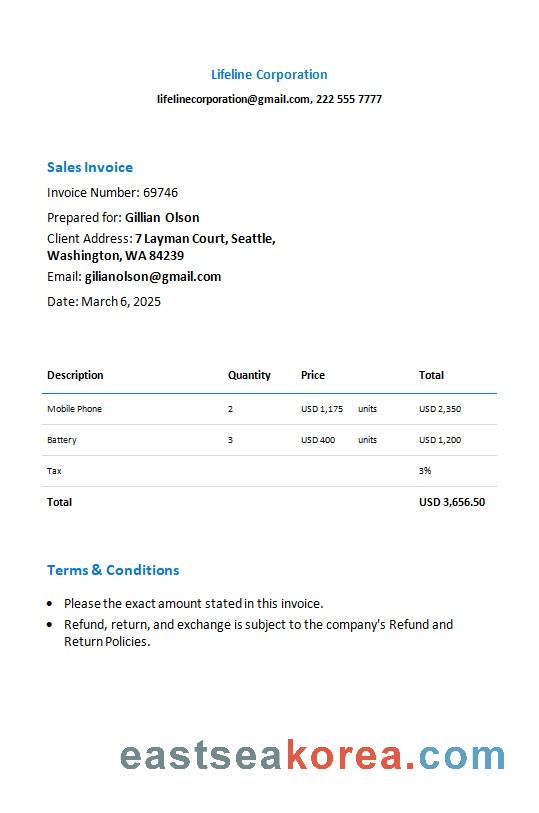 Lifeline Corporation
lifelinecorporation@gmail.com, 222 555 7777
Sales Invoice
Invoice Number: 69746
Prepared for: Gillian Olson
Client Address: 7 Layman Court, Seattle,
Washington, WA 84239
Email: gilianolson@gmail.com
Date: March 6, 2025
Description Quantity Price Total
Mobile Phone 2 USD 1,175 units USD 2,350
Battery 3 USD 400 units USD 1,200
Tax 3%
Total USD 3,656.50
Terms & Conditions
• Please the exact amount stated in this invoice.
• Refund, return, and exchange is subject to the company's Refund and
Return Policies.
eastseakorea.com